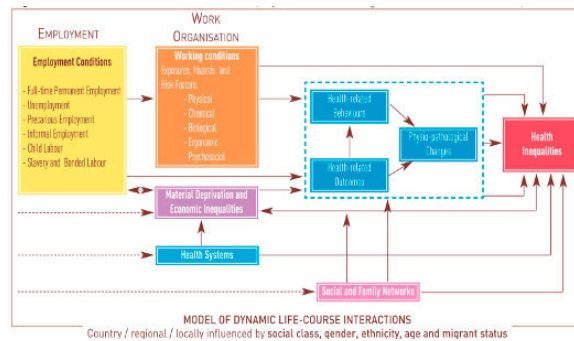 EMPLOYMENT
WORK
ORGANISATION
Employment Conditions
- Full-time Permanent Employment
- Unemployment
- Precarious Employment
- Informal Employment
- Child Labour
- Slavery and Bonded Labour
Working conditions
Exposures, Hazards and
Risk Factors:
- Physical
- Chemical
- Biological
- Ergonomic
- Psychosocial
Health-related
Behaviours
Physio-pathological
Changes
Health-related
Outcomes
Health
Inequalities
Material Deprivation and
Economic Inequalities
Health Systems
Social and Family Networks
MODEL OF DYNAMIC LIFE-COURSE INTERACTIONS
Country / regional / locally influenced by social class, gender, ethnicity, age and migrant status